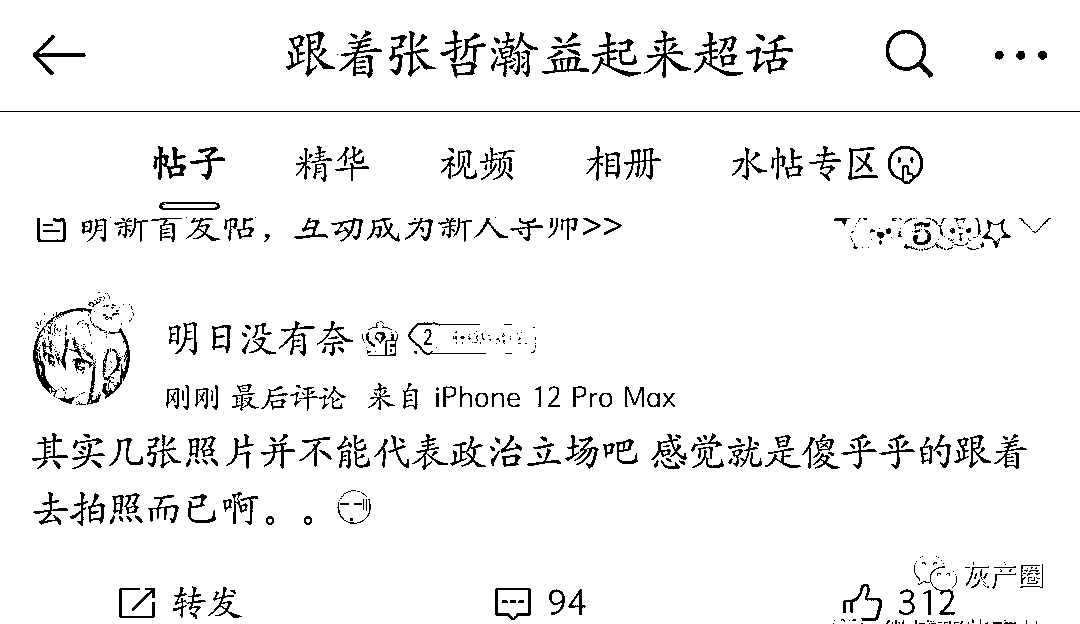 跟着张哲瀚益起来超话
帖子 精华 视频 相册 水帖专区
明新首发帖，互动成为新人导师>>
明日没有奈
2
刚刚 最后评论 来自 iPhone 12 Pro Max
其实几张照片并不能代表政治立场吧 感觉就是傻乎乎的跟着
去拍照而已啊。。
灰产圈
转发 94 312